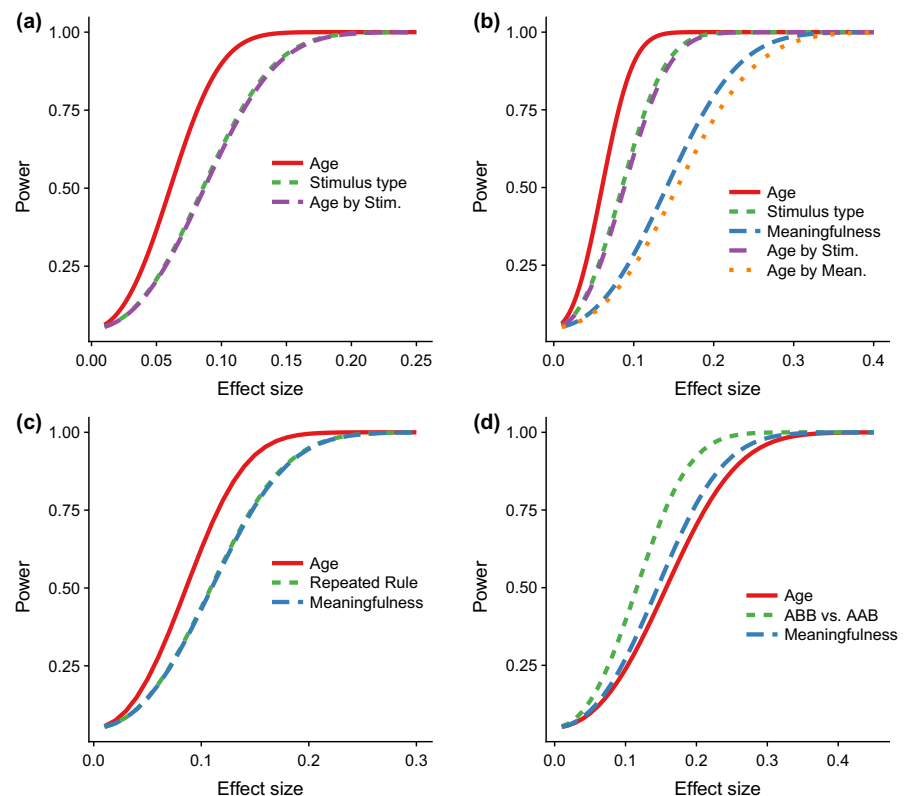 (a)
1.00
0.75
0.50
0.25
Power
Age
Stimulus type
Age by Stim.
0.00 0.05 0.10 0.15 0.20 0.25
Effect size
(b)
1.00
0.75
0.50
0.25
Power
Age
Stimulus type
Meaningfulness
Age by Stim.
Age by Mean.
0.0 0.1 0.2 0.3 0.4
Effect size
(c)
1.00
0.75
0.50
0.25
Power
Age
Repeated Rule
Meaningfulness
0.0 0.1 0.2 0.3
Effect size
(d)
1.00
0.75
0.50
0.25
Power
Age
ABB vs. AAB
Meaningfulness
0.0 0.1 0.2 0.3 0.4
Effect size